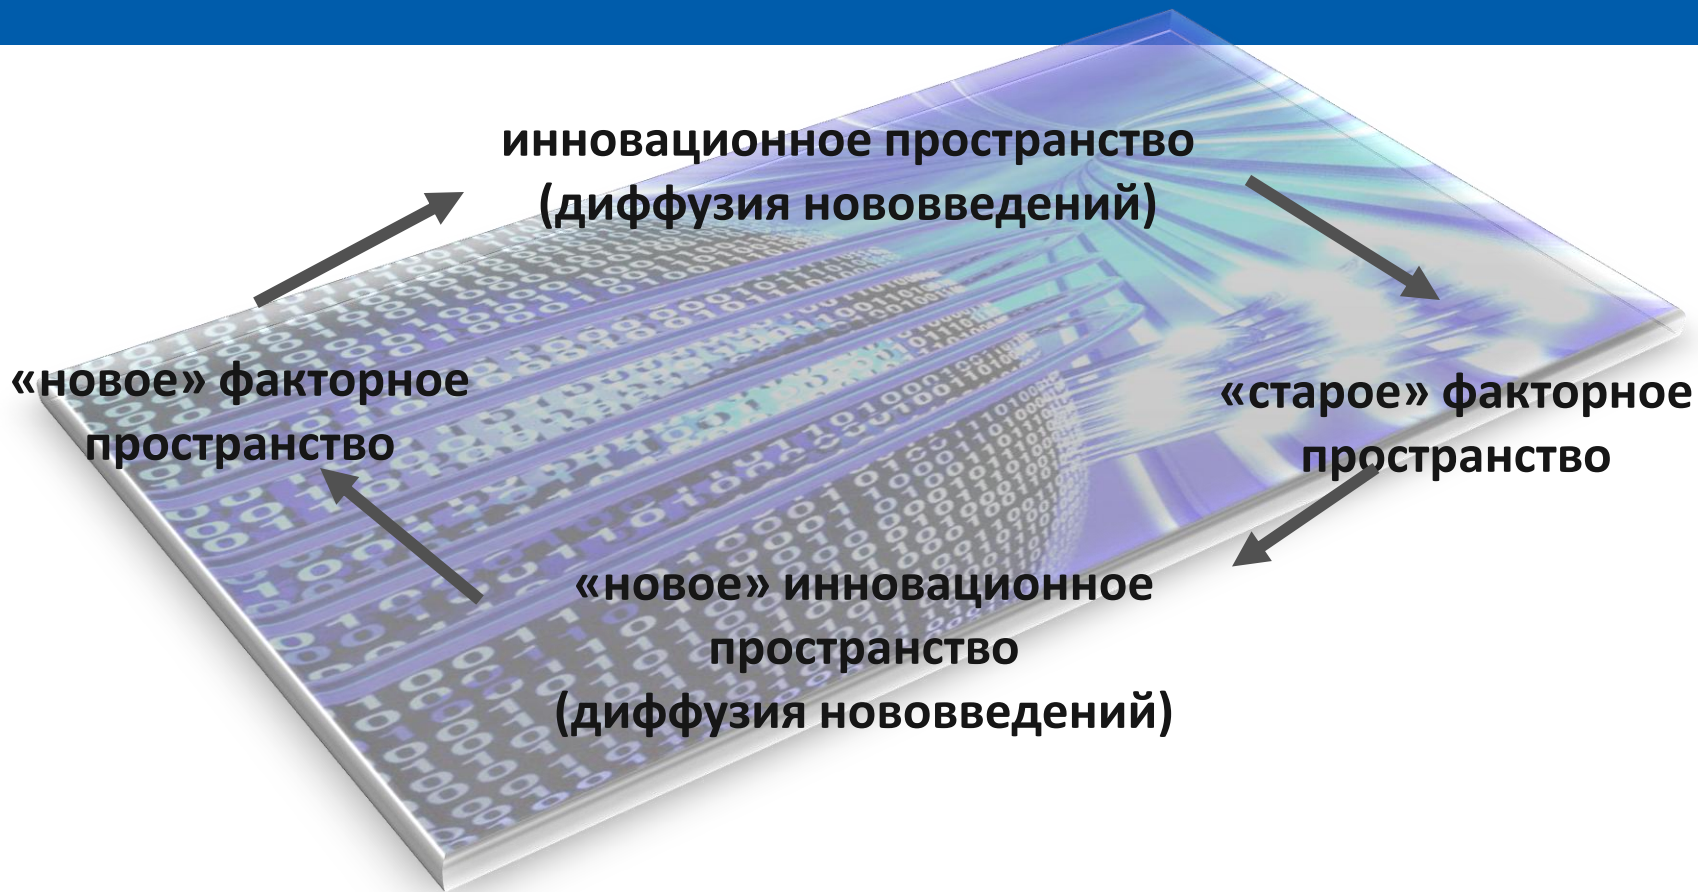 инновационное пространство
(диффузия нововведений)
«новое» факторное
пространство
«старое» факторное
пространство
«новое» инновационное
пространство
(диффузия нововведений)